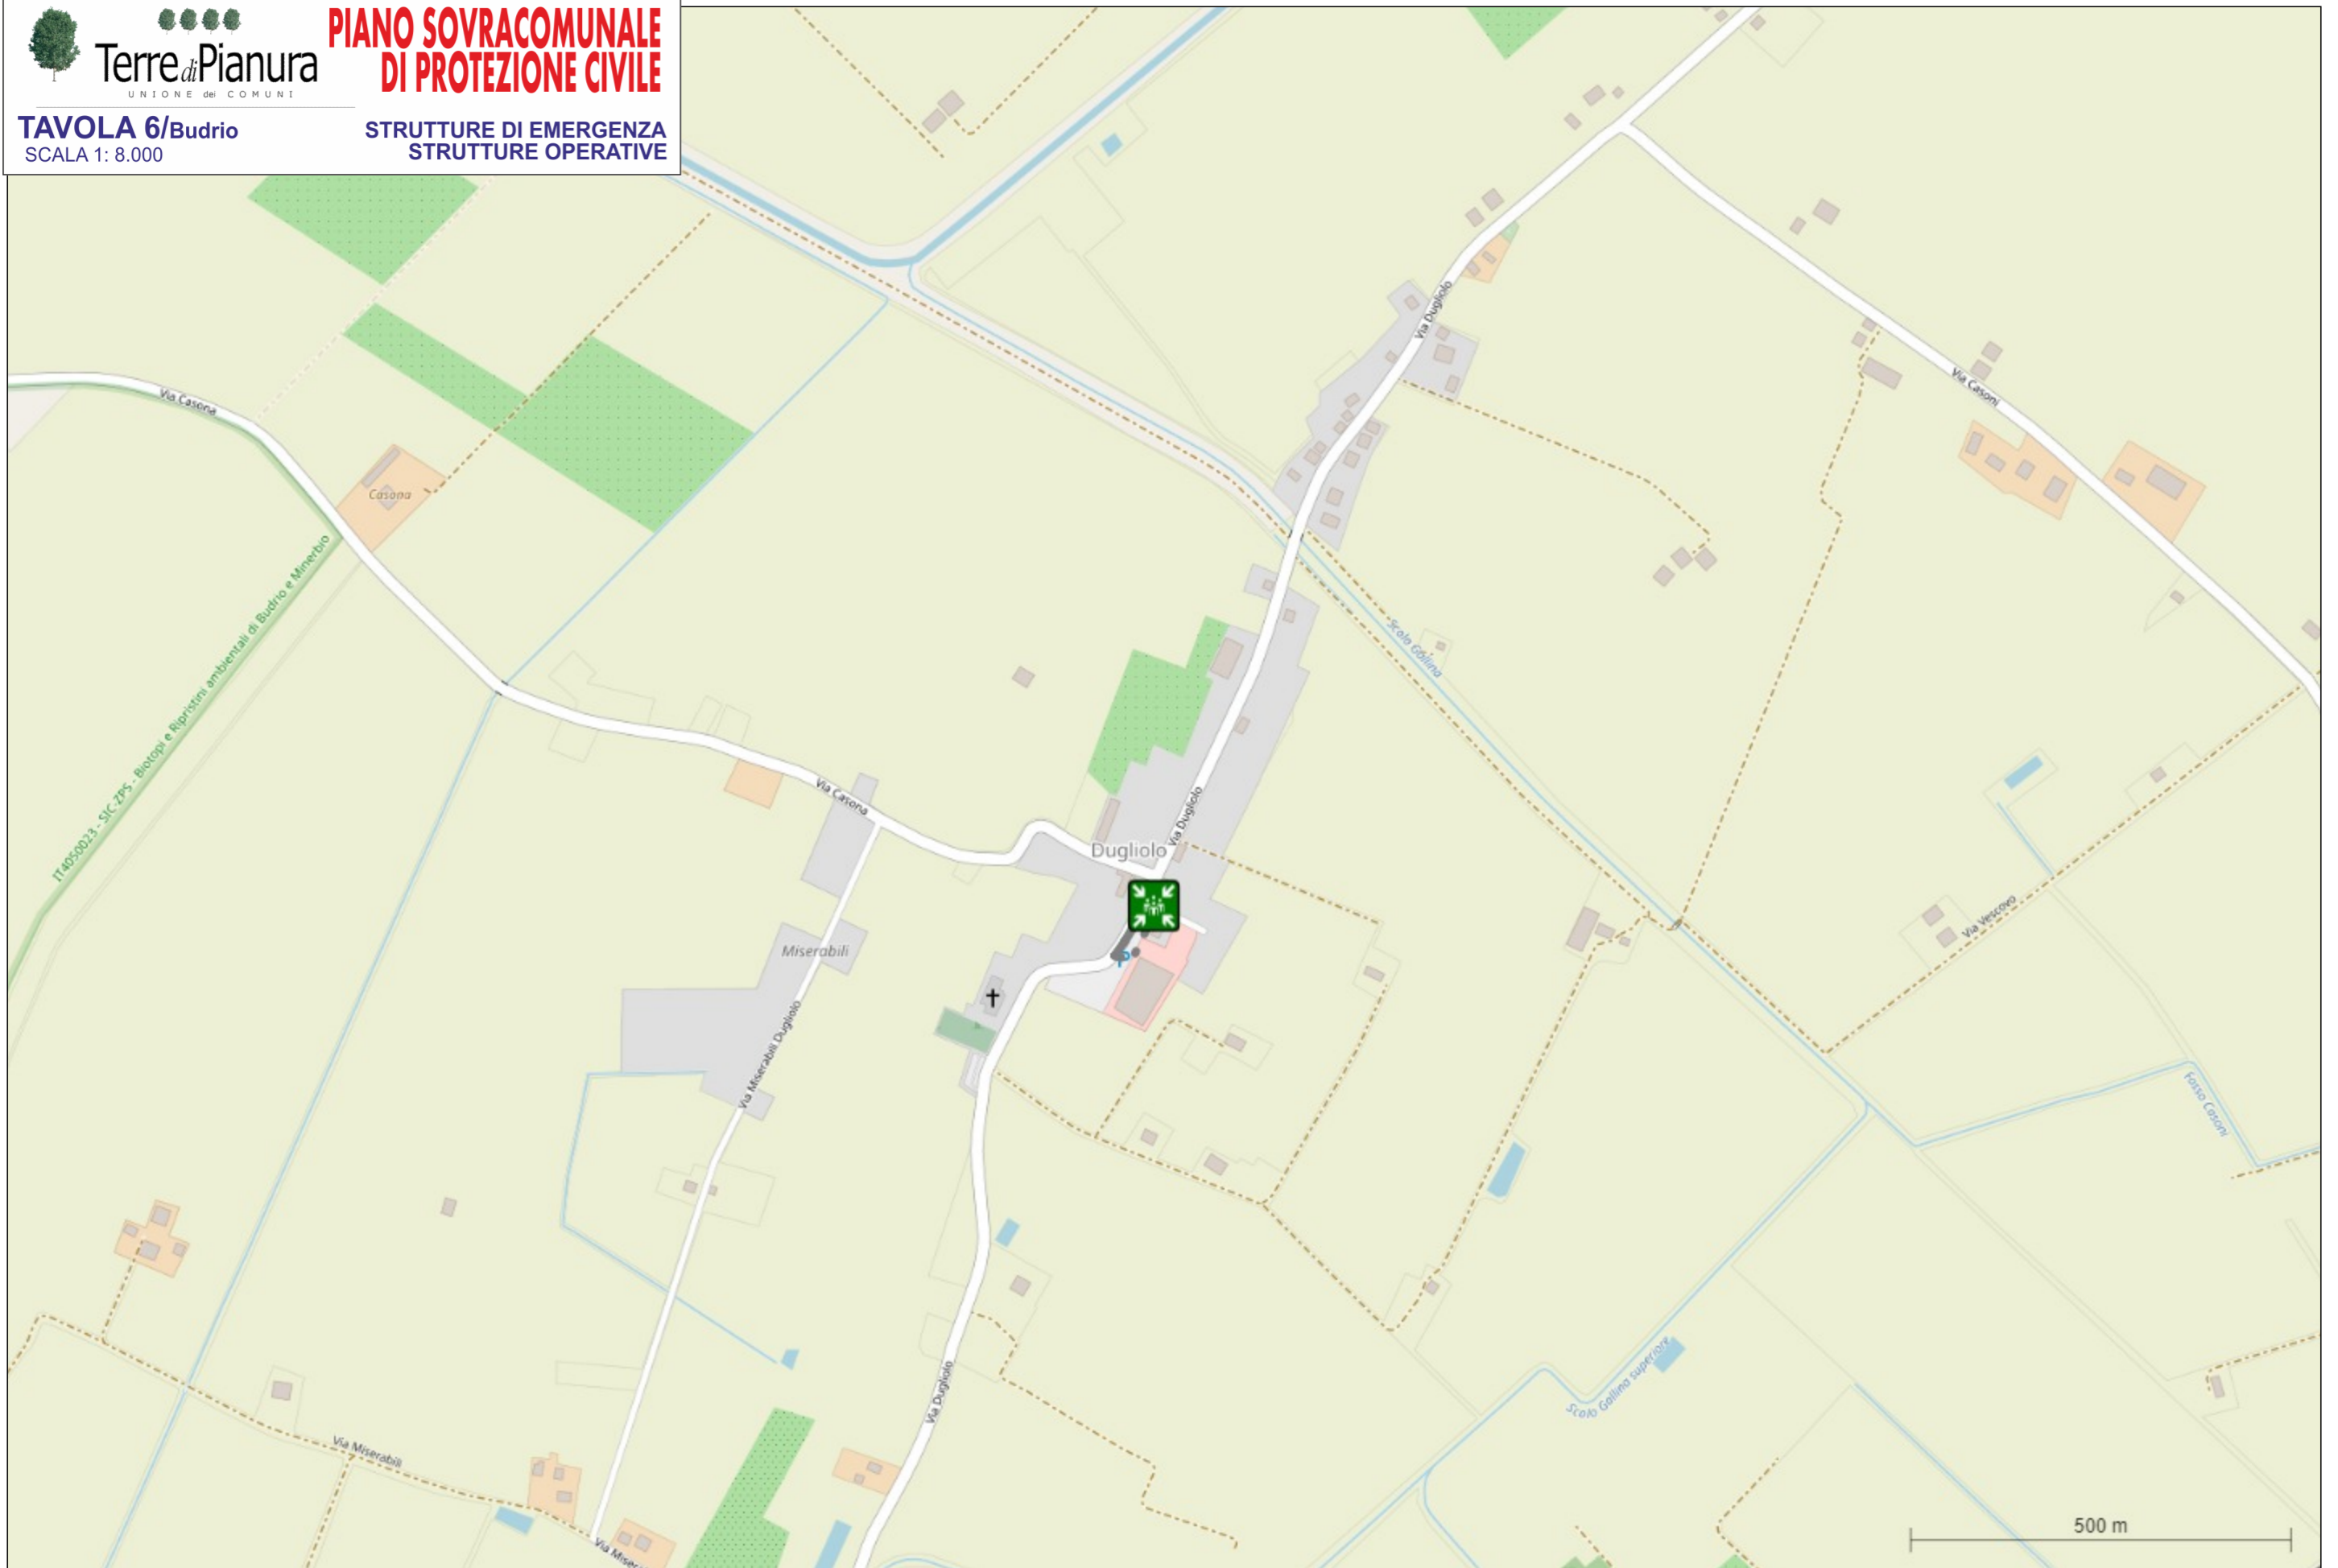 Terre di Pianura
UNIONE dei COMUNI
PIANO SOVRACOMUNALE
DI PROTEZIONE CIVILE
TAVOLA 6/Budrio
SCALA 1: 8.000
STRUTTURE DI EMERGENZA
STRUTTURE OPERATIVE
Via Dugliolo
Via Casona
Via Casoni
Casona
IT4050023 - SIC-ZPS - Biotopi e Ripristini ambientali di Budrio e Minerbio
Scolo Gallina
Via Casona
Via Dugliolo
Dugliolo
Via Vescovo
Miserabili
P
Via Miserabili Dugliolo
Fosso Casoni
Scolo Gallina superiore
Via Dugliolo
Via Miserabili
500 m